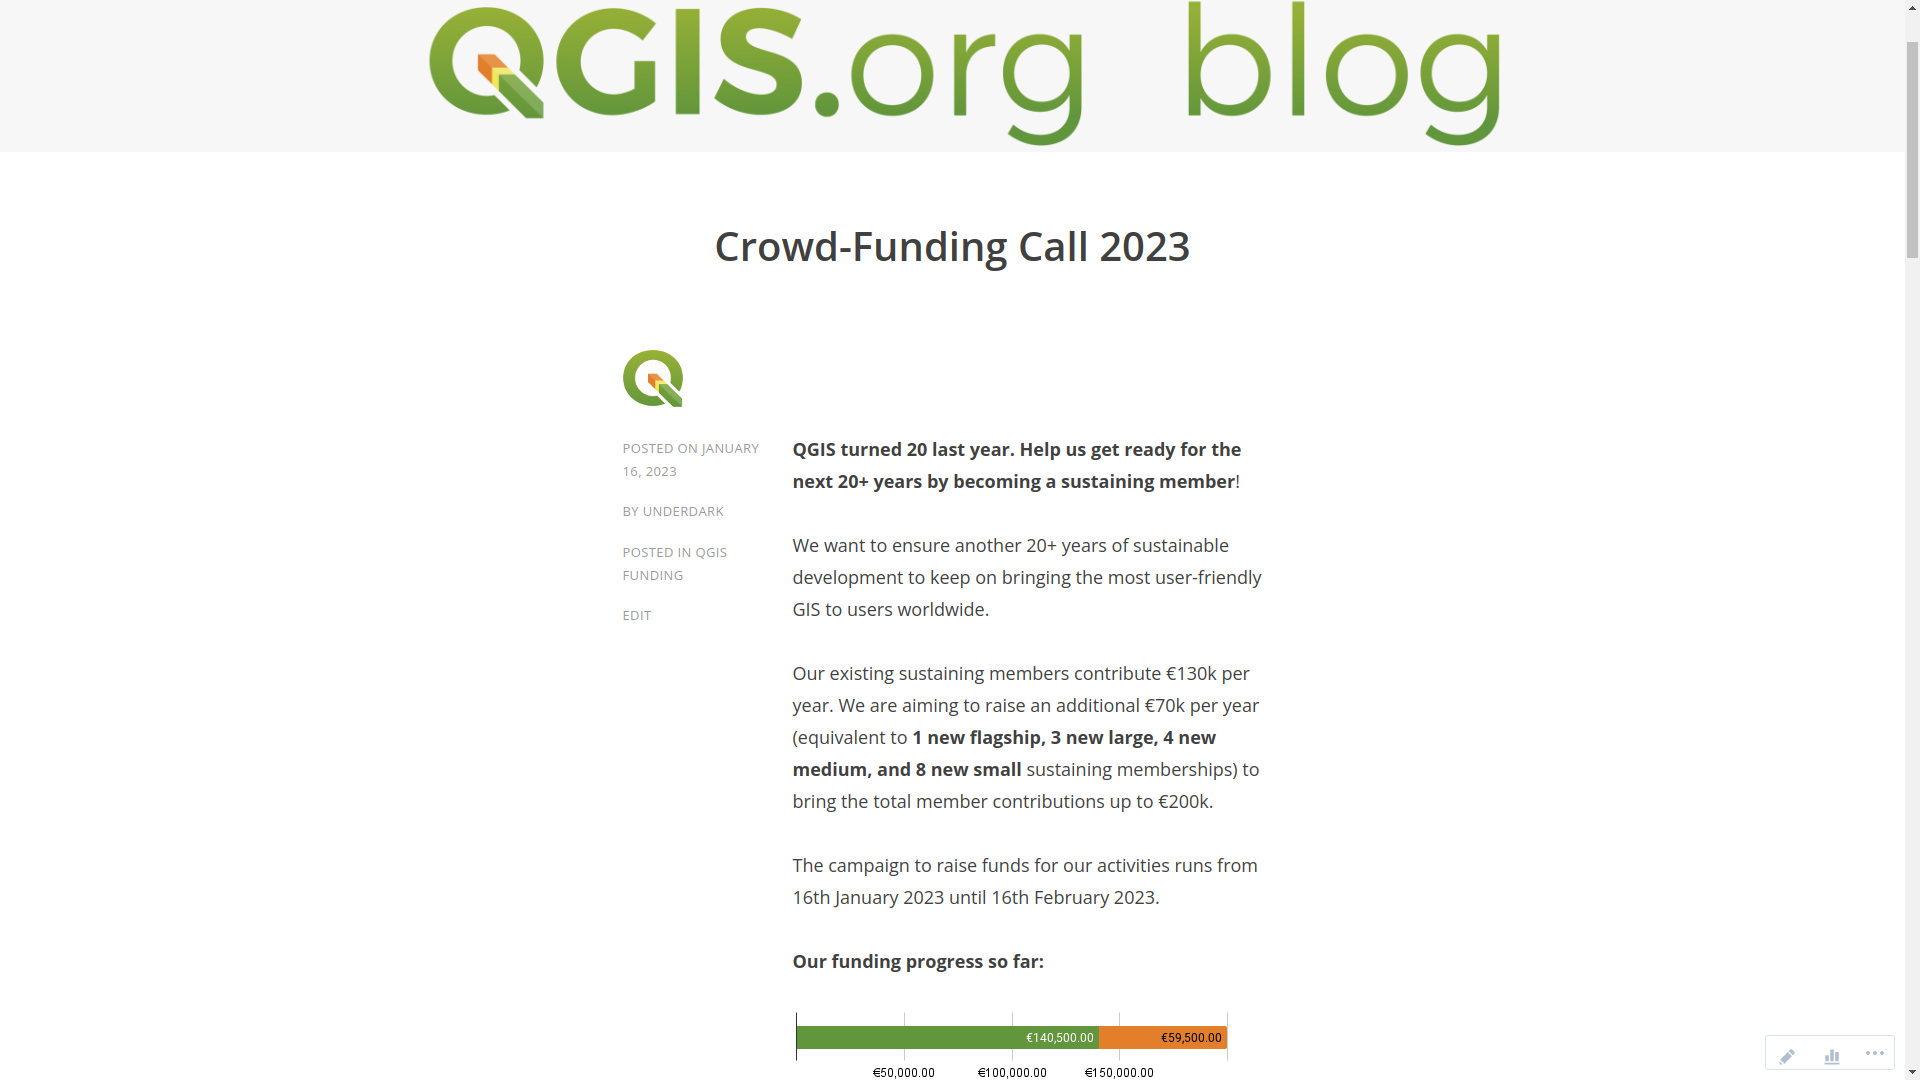 QGIS.org blog
Crowd-Funding Call 2023
POSTED ON JANUARY
16, 2023
BY UNDERDARK
POSTED IN QGIS
FUNDING
EDIT
QGIS turned 20 last year. Help us get ready for the
next 20+ years by becoming a sustaining member!
We want to ensure another 20+ years of sustainable
development to keep on bringing the most user-friendly
GIS to users worldwide.
Our existing sustaining members contribute €130k per
year. We are aiming to raise an additional €70k per year
(equivalent to 1 new flagship, 3 new large, 4 new
medium, and 8 new small sustaining memberships) to
bring the total member contributions up to €200k.
The campaign to raise funds for our activities runs from
16th January 2023 until 16th February 2023.
Our funding progress so far:
€140,500.00 €59,500.00
€50,000.00 €100,000.00 €150,000.00